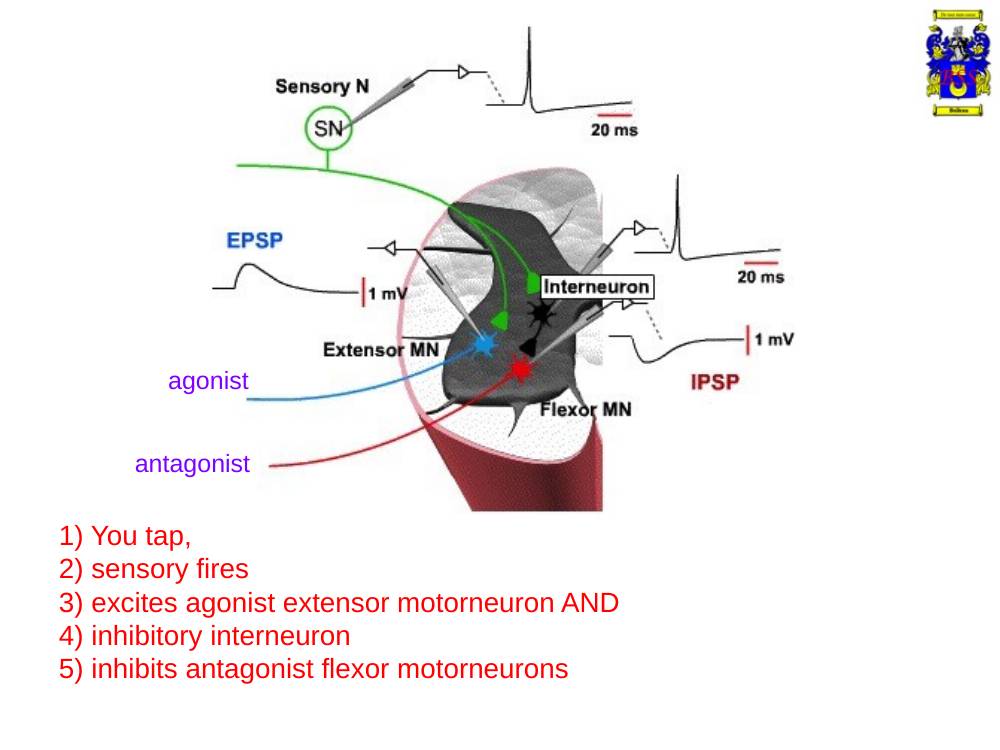 Sensory N
SN
20 ms
EPSP
1 mV
20 ms
Interneuron
1 mV
Extensor MN
IPSP
agonist
Flexor MN
antagonist
1) You tap,
2) sensory fires
3) excites agonist extensor motorneuron AND
4) inhibitory interneuron
5) inhibits antagonist flexor motorneurons